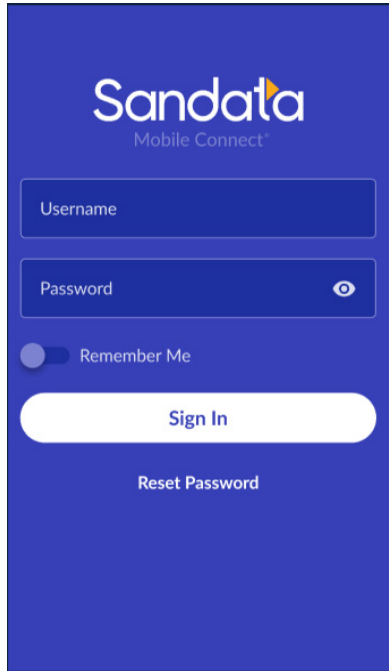 Sandata
Mobile Connect®
Username
Password
Remember Me
Sign In
Reset Password